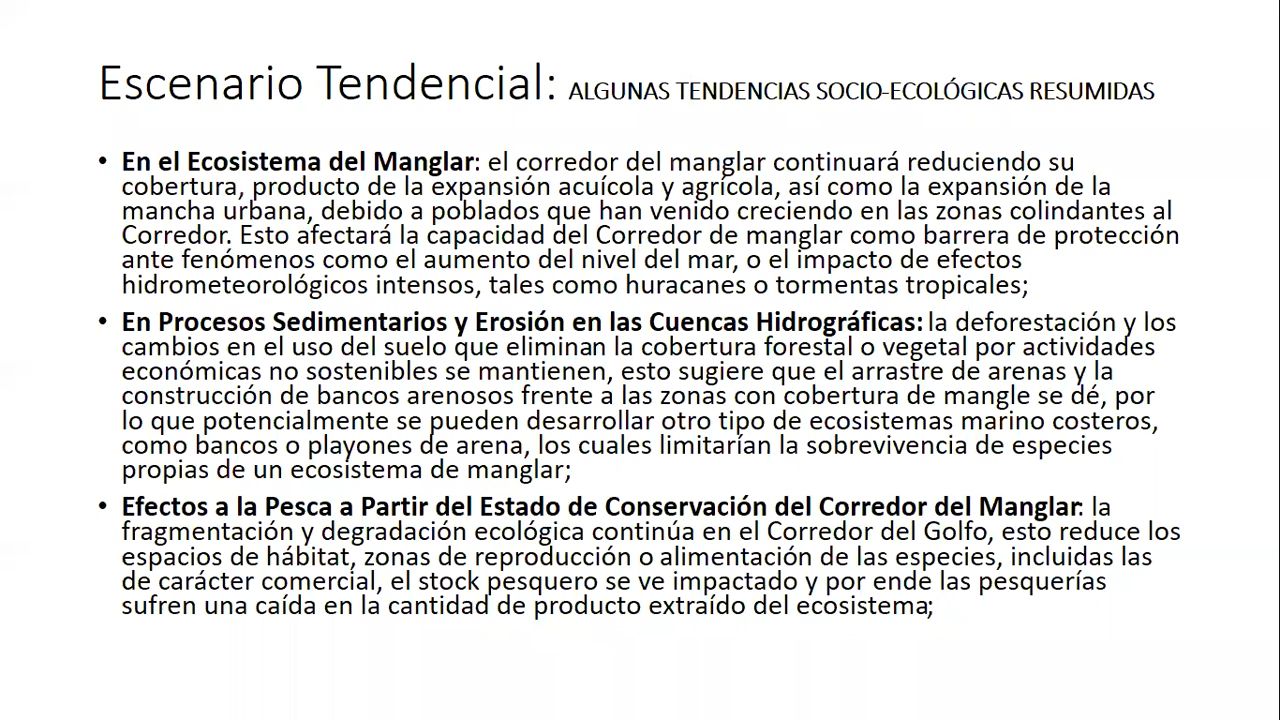 Escenario Tendencial: ALGUNAS TENDENCIAS SOCIO-ECOLÓGICAS RESUMIDAS
• En el Ecosistema del Manglar: el corredor del manglar continuará reduciendo su
cobertura, producto de la expansión acuícola y agrícola, así como la expansión de la
mancha urbana, debido a poblados que han venido creciendo en las zonas colindantes al
Corredor. Esto afectará la capacidad del Corredor de manglar como barrera de protección
ante fenómenos como el aumento del nivel del mar, o el impacto de efectos
hidrometeorológicos intensos, tales como huracanes o tormentas tropicales;
• En Procesos Sedimentarios y Erosión en las Cuencas Hidrográficas: la deforestación y los
cambios en el uso del suelo que eliminan la cobertura forestal o vegetal por actividades
económicas no sostenibles se mantienen, esto sugiere que el arrastre de arenas y la
construcción de bancos arenosos frente a las zonas con cobertura de mangle se dé, por
lo que potencialmente se pueden desarrollar otro tipo de ecosistemas marino costeros,
como bancos o playones de arena, los cuales limitarían la sobrevivencia de especies
propias de un ecosistema de manglar;
• Efectos a la Pesca a Partir del Estado de Conservación del Corredor del Manglar: la
fragmentación y degradación ecológica continúa en el Corredor del Golfo, esto reduce los
espacios de hábitat, zonas de reproducción o alimentación de las especies, incluidas las
de carácter comercial, el stock pesquero se ve impactado y por ende las pesquerías
sufren una caída en la cantidad de producto extraído del ecosistema;